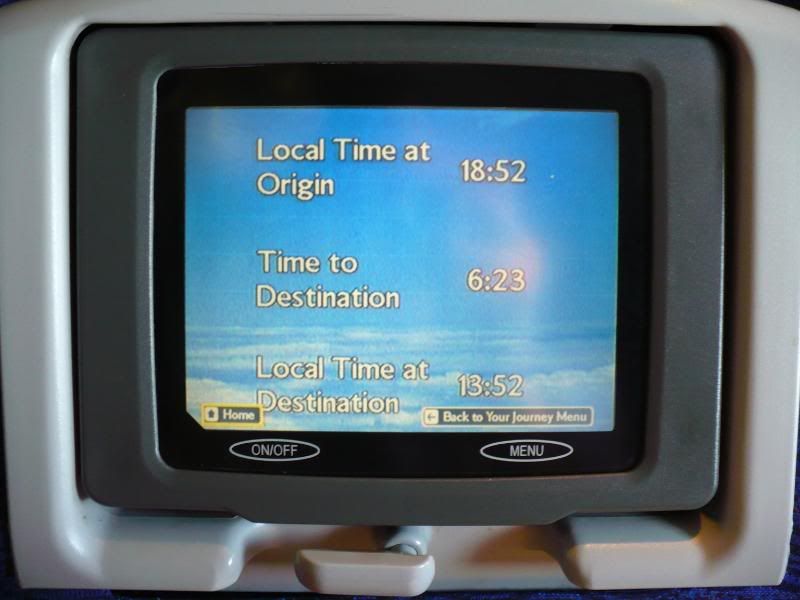 Local Time at
Origin 18:52
Time to
Destination 6:23
Local Time at
Destination 13:52
Home
Back to Your Journey Menu
ON/OFF MENU